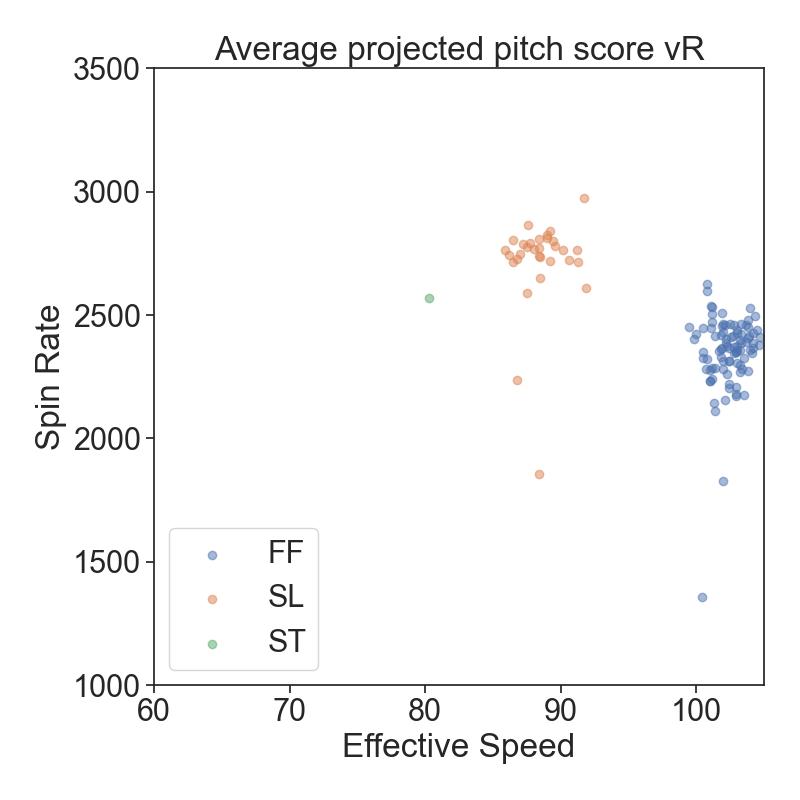 Average projected pitch score vR
3500
3000
2500
2000
1500
1000
Spin Rate
FF
SL
ST
60 70 80 90 100
Effective Speed